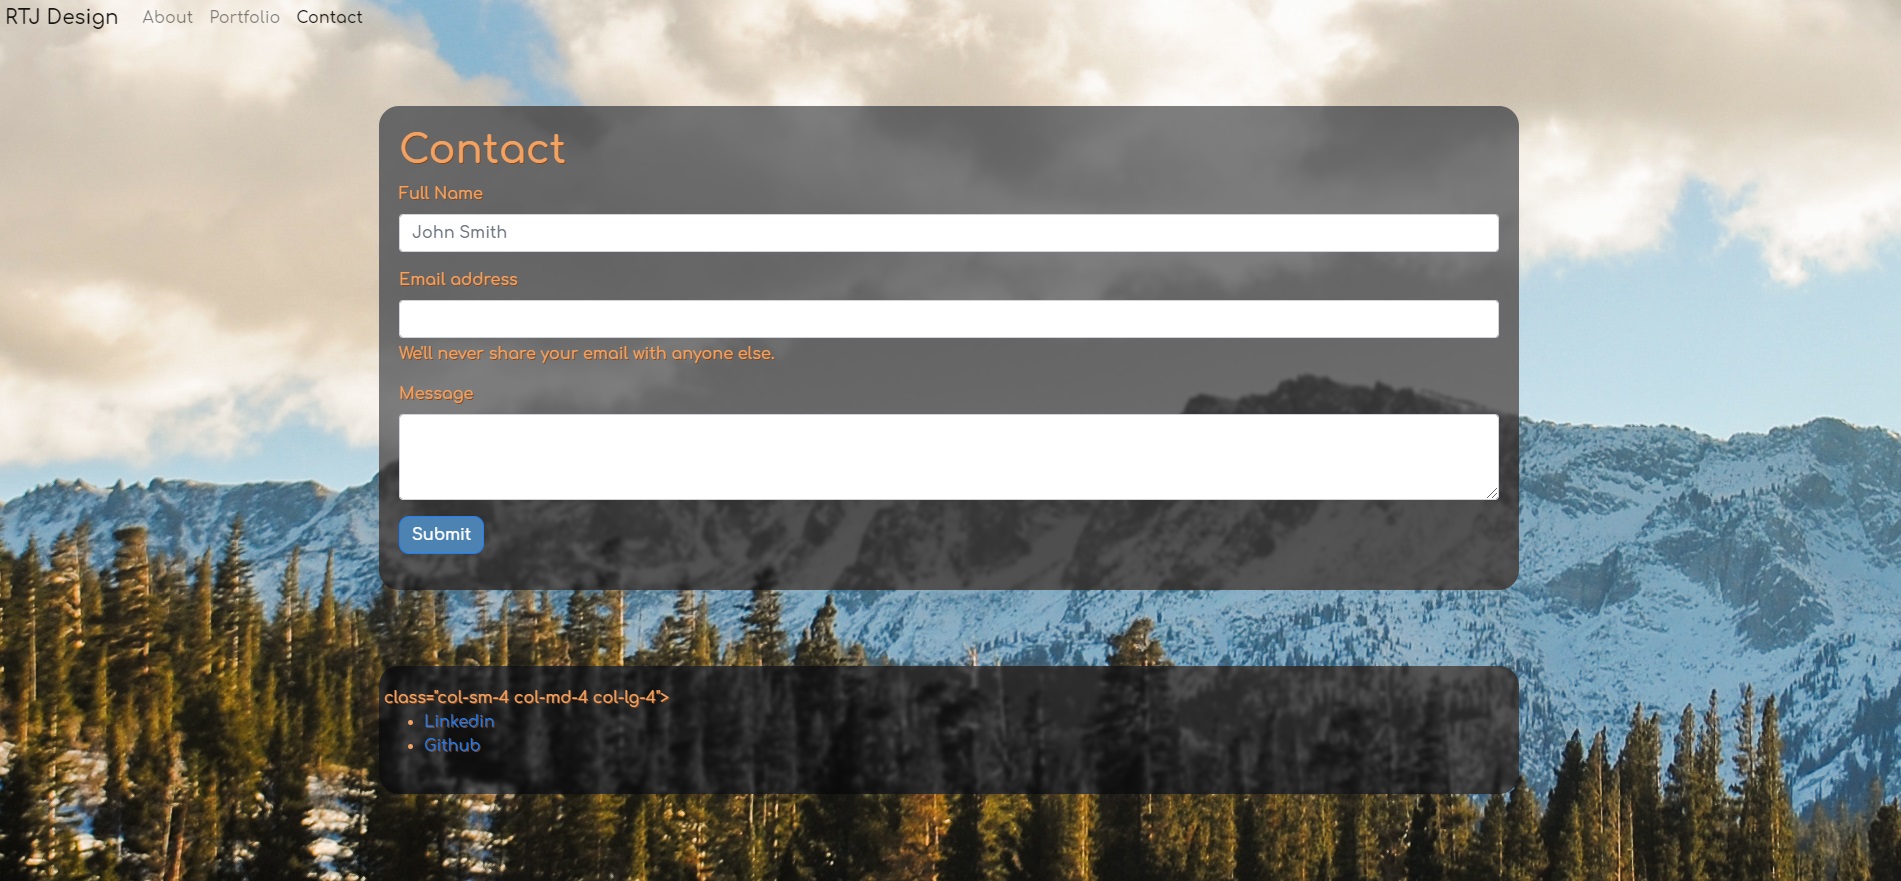 RTJ Design About Portfolio Contact
Contact
Full Name
John Smith
Email address
We'll never share your email with anyone else.
Message
Submit
class="col-sm-4 col-md-4 col-lg-4">
Linkedin
Github